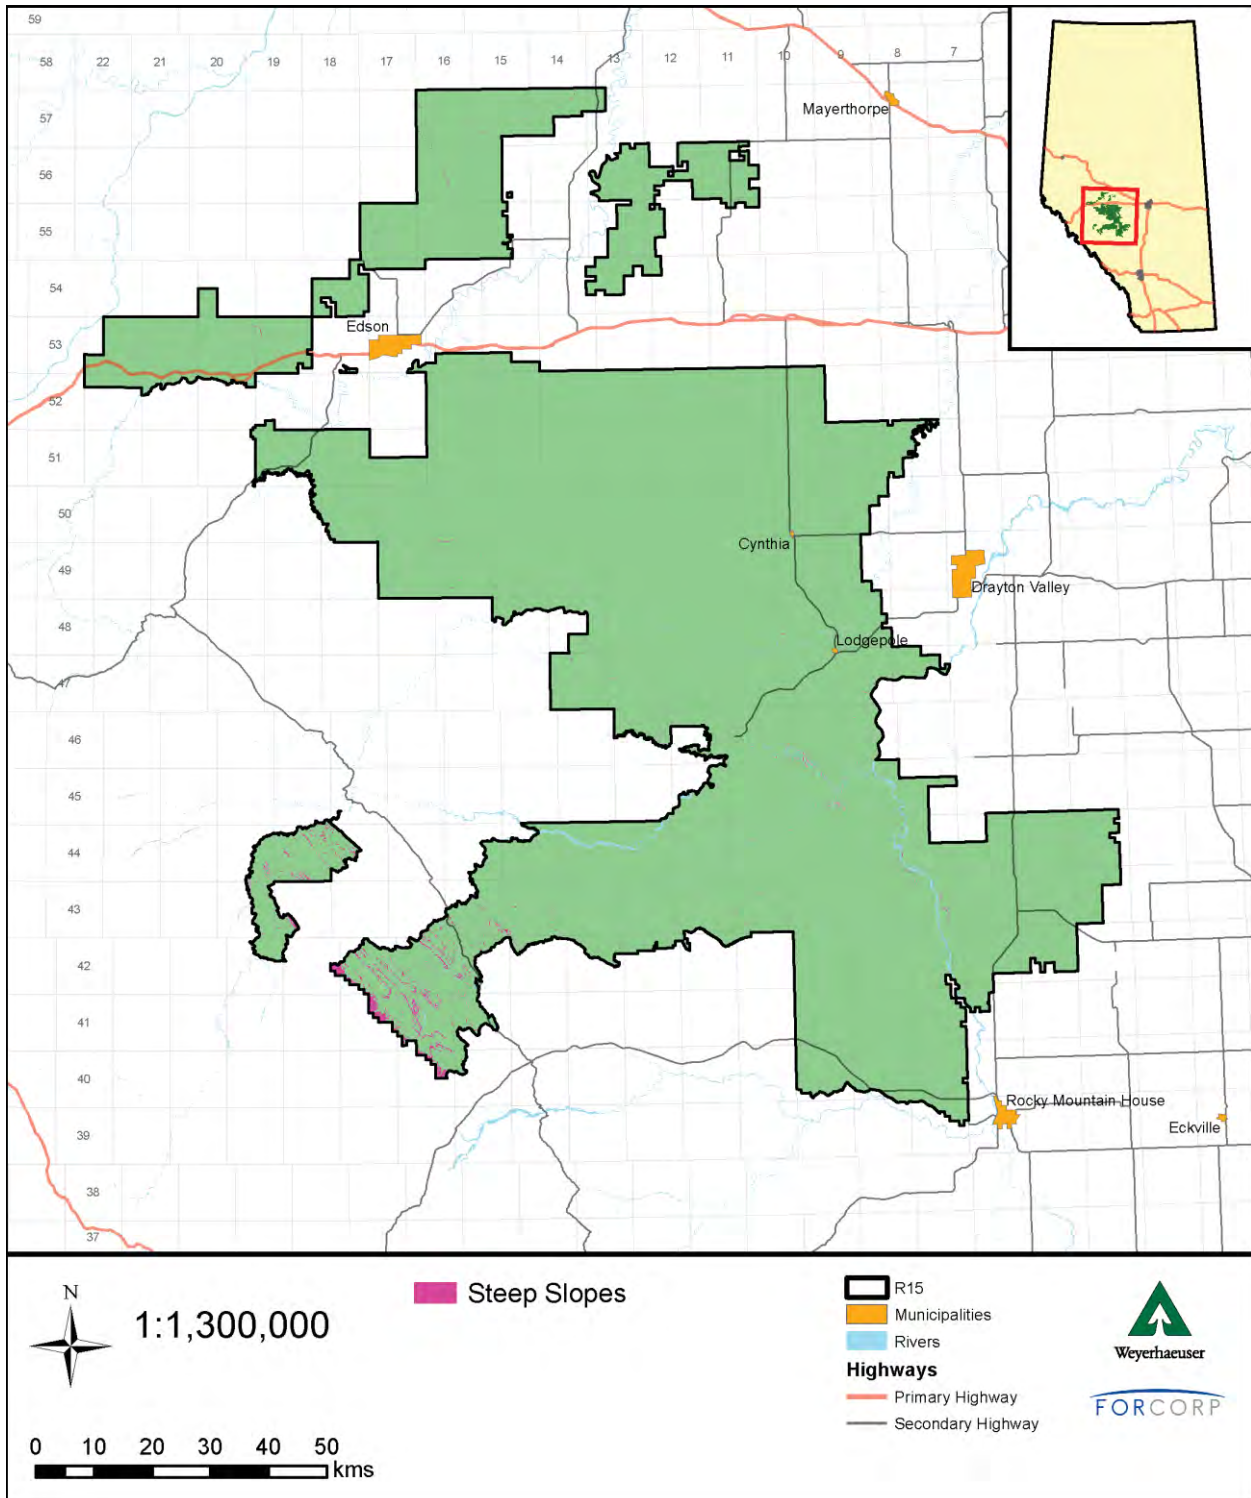 59
58 22 21 20 19 18 17 16 15 14 13 12 11 10 9 8 7
Mayerthorpe
57
56
55
54
Edson
53
52
51
50
Cynthia
49
Drayton Valley
48
Lodgepole
47
46
45
44
43
42
41
40
Rocky Mountain House
39
Eckville
38
37
N
1:1,300,000
0 10 20 30 40 50
kms
Steep Slopes
R15
Municipalities
Rivers
Highways
Primary Highway
Secondary Highway
Weyerhaeuser
FORCORP